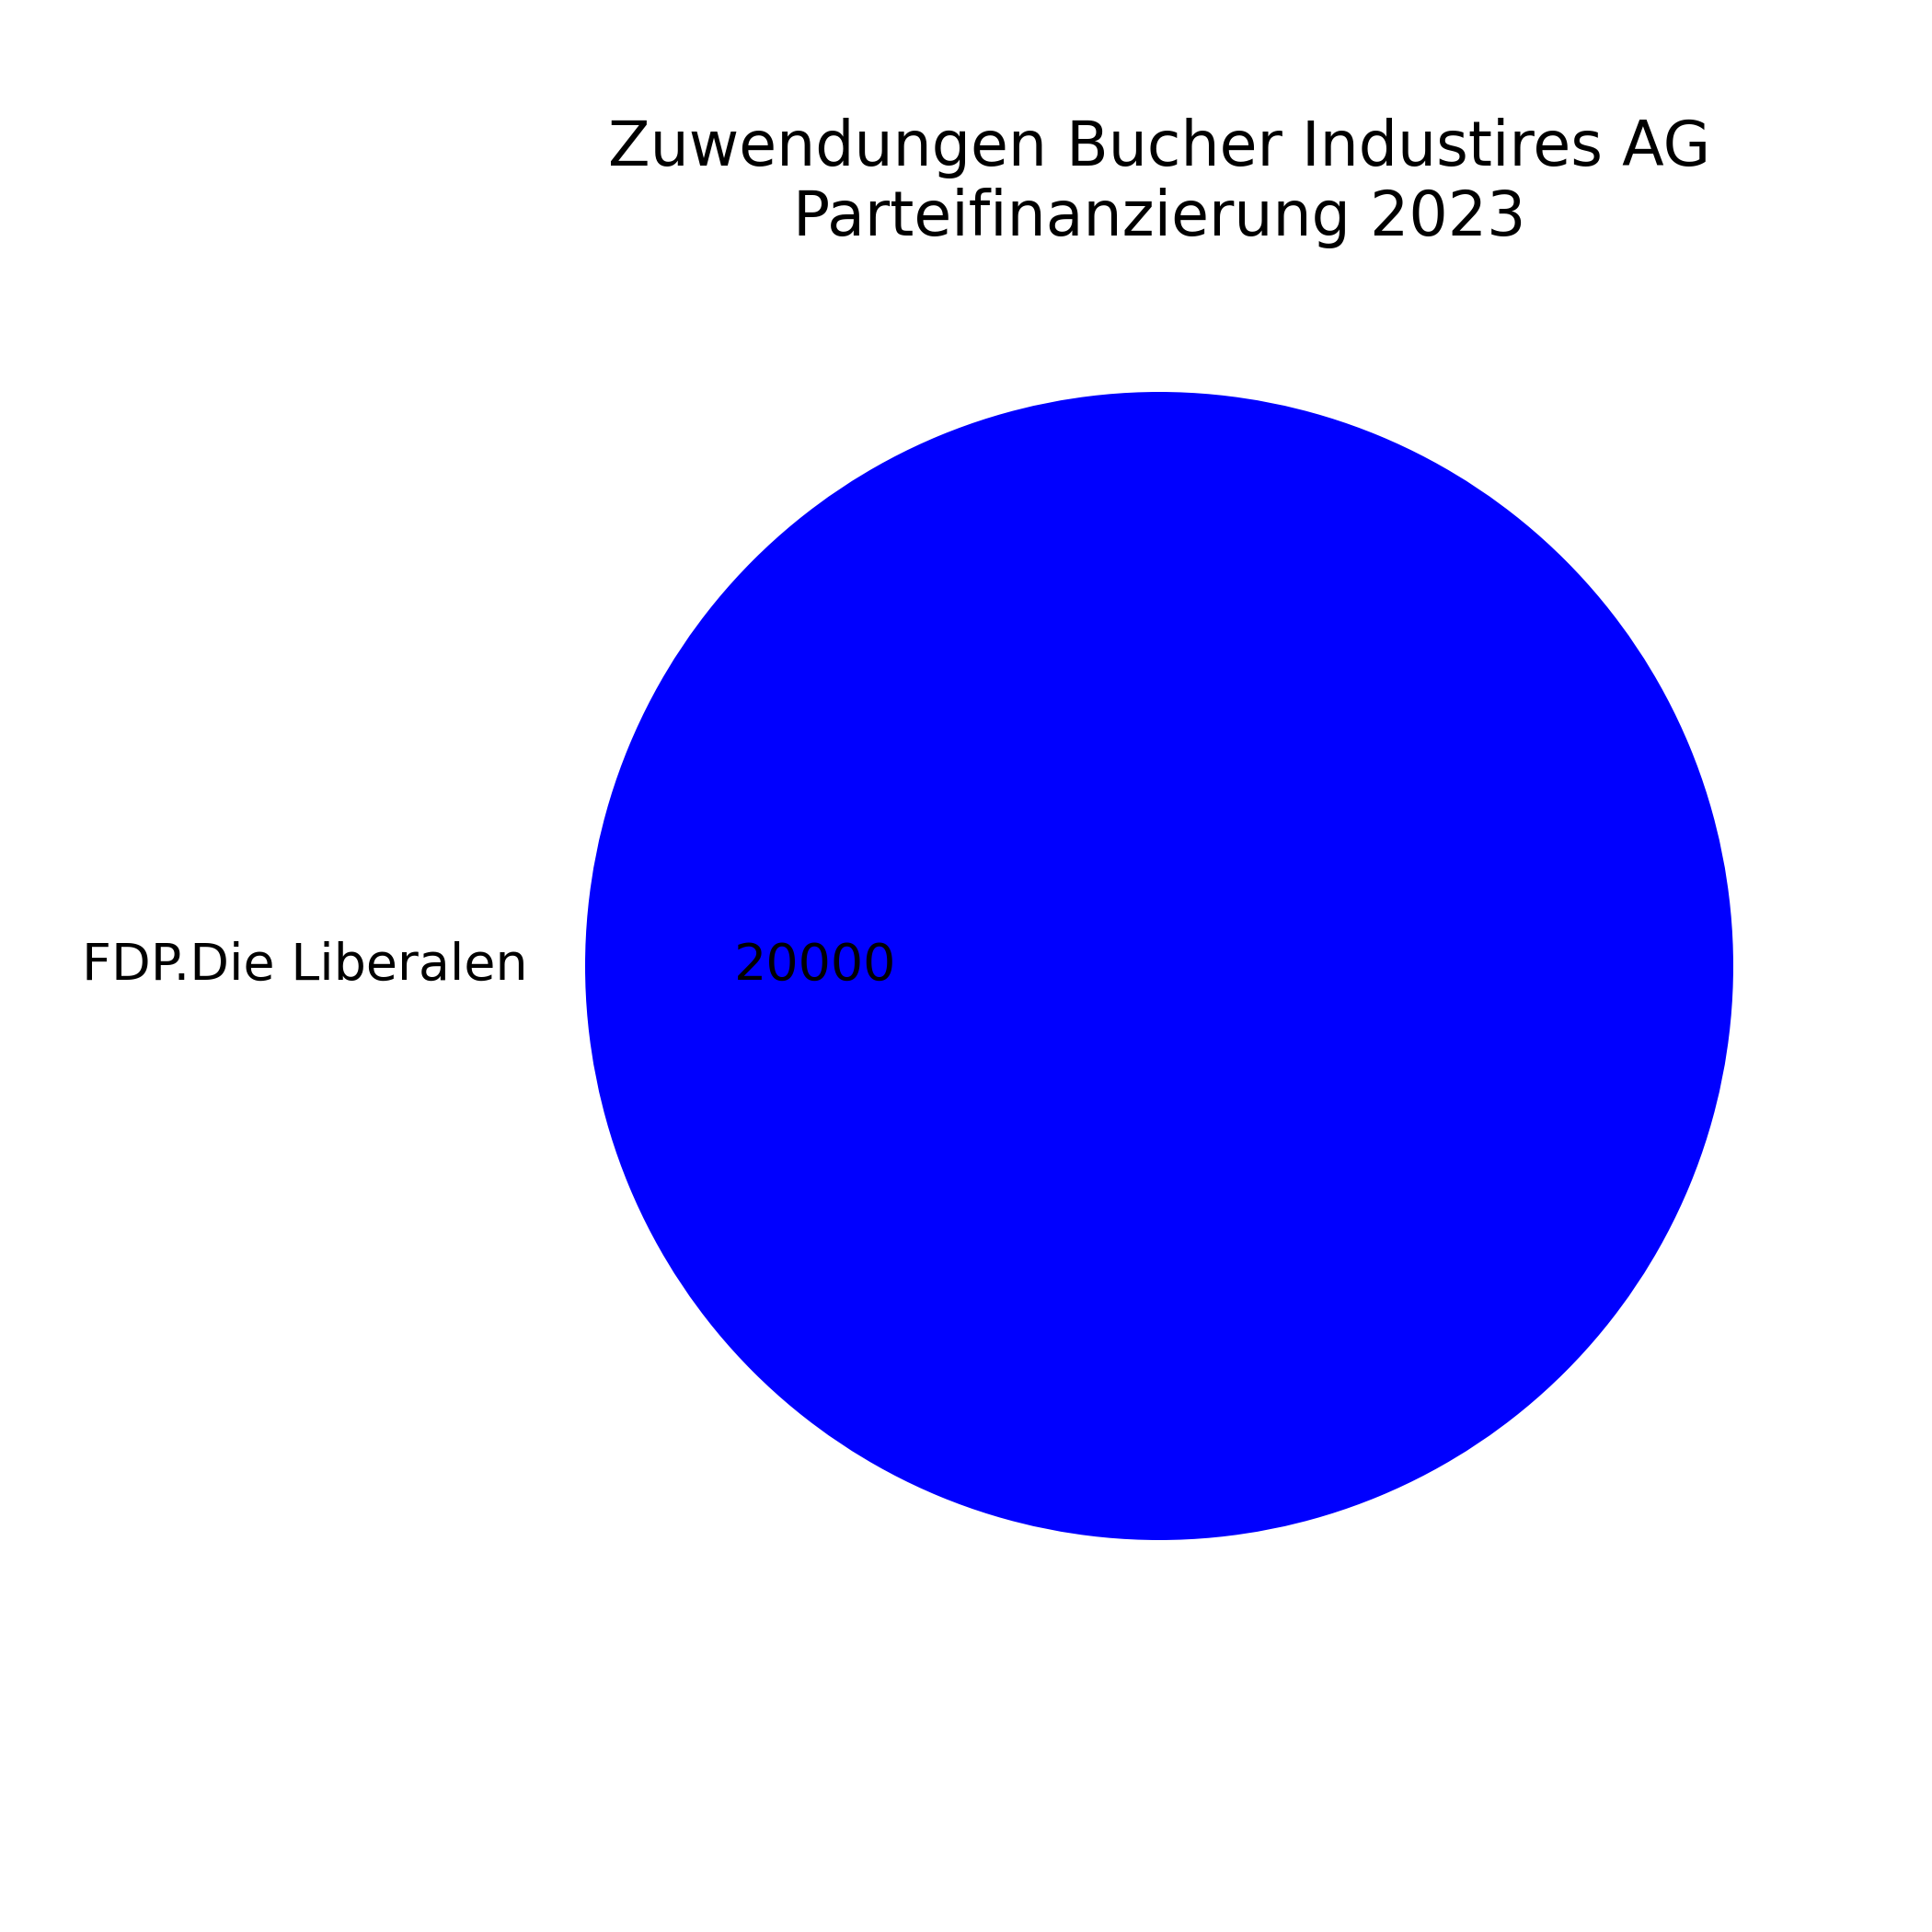 Zuwendungen Bucher Industires AG
Parteifinanzierung 2023
FDP.Die Liberalen
20000